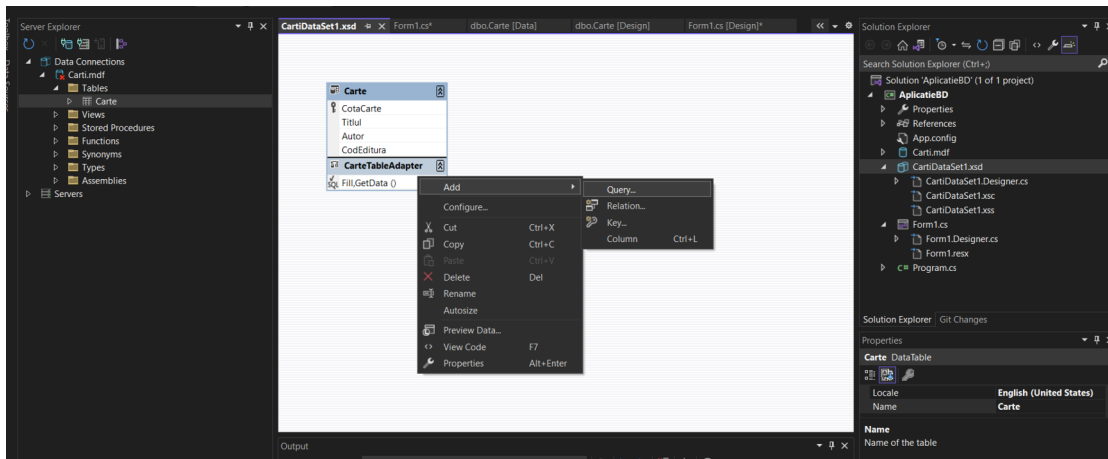 Server Explorer
Data Connections
Carti.mdf
Tables
Carte
Views
Stored Procedures
Functions
Synonyms
Types
Assemblies
Servers
CartiDataSet1.xsd
Form1.cs*
dbo.Carte [Data]
dbo.Carte [Design]
Form1.cs [Design]*
Carte
CotaCarte
Titlul
Autor
CodEditura
CarteTableAdapter
SQL Fill,GetData ()
Add
Configure...
Cut Ctrl+X
Copy Ctrl+C
Paste Ctrl+V
Delete Del
Rename
Autosize
Preview Data...
View Code F7
Properties Alt+Enter
Query...
Relation...
Key...
Column Ctrl+L
Output
Solution Explorer
Search Solution Explorer (Ctrl+;)
Solution 'AplicatieBD' (1 of 1 project)
C# AplicatieBD
Properties
References
App.config
Carti.mdf
CartiDataSet1.xsd
CartiDataSet1.Designer.cs
CartiDataSet1.xsc
CartiDataSet1.xss
Form1.cs
Form1.Designer.cs
Form1.resx
C# Program.cs
Solution Explorer Git Changes
Properties
Carte DataTable
Locale English (United States)
Name Carte
Name
Name of the table